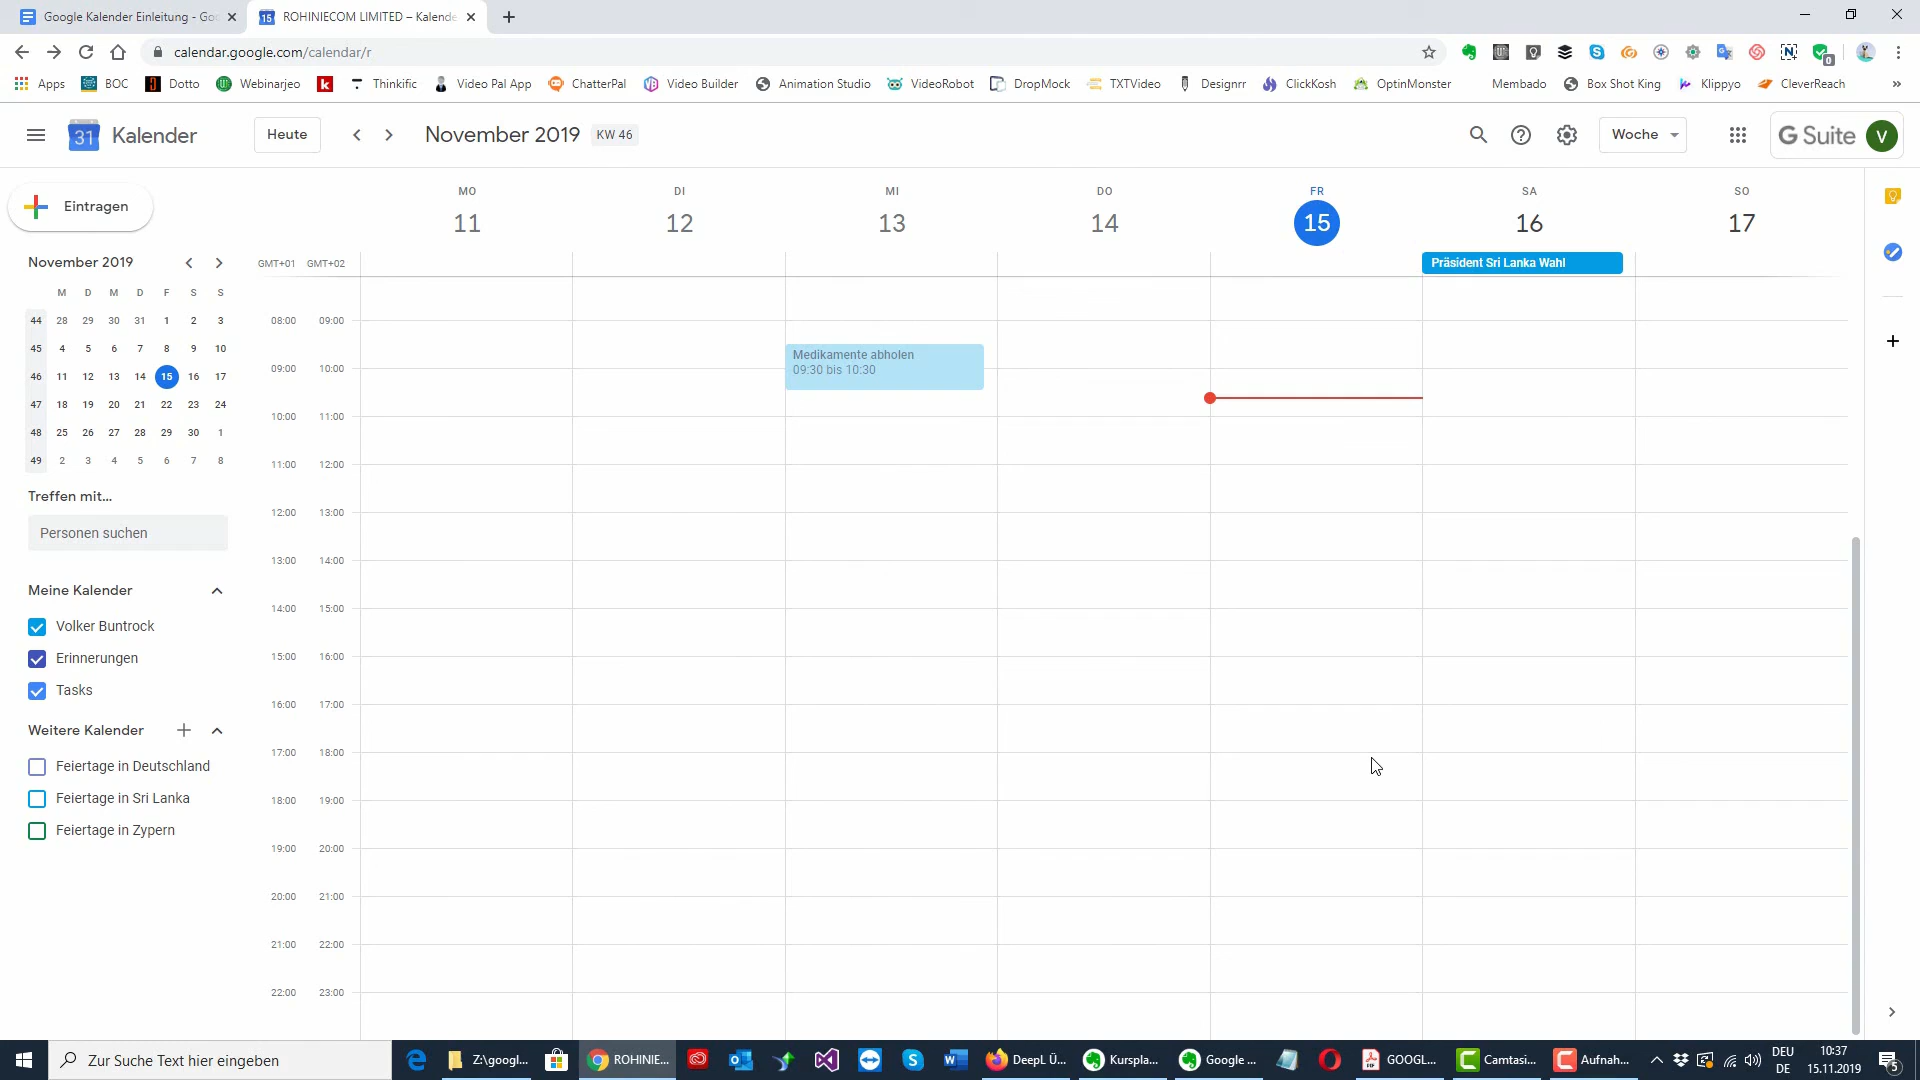 Google Kalender Einleitung - Goo
ROHINIECOM LIMITED – Kalende
calendar.google.com/calendar/r
Apps
BOC
Dotto
Webinarjeo
Thinkific
Video Pal App
ChatterPal
Video Builder
Animation Studio
VideoRobot
DropMock
TXTVideo
Designrr
ClickKosh
OptinMonster
Membado
Box Shot King
Klippyo
CleverReach
»
31
Kalender
Heute
November 2019
KW 46
Woche
G Suite
V
Eintragen
MO
11
DI
12
MI
13
DO
14
FR
15
SA
16
SO
17
GMT+01 GMT+02
Präsident Sri Lanka Wahl
November 2019
M D M D F S S
44 28 29 30 31 1 2 3
45 4 5 6 7 8 9 10
46 11 12 13 14 15 16 17
47 18 19 20 21 22 23 24
48 25 26 27 28 29 30 1
49 2 3 4 5 6 7 8
Treffen mit...
Personen suchen
Meine Kalender
Volker Buntrock
Erinnerungen
Tasks
Weitere Kalender
Feiertage in Deutschland
Feiertage in Sri Lanka
Feiertage in Zypern
08:00 09:00
09:00 10:00
10:00 11:00
11:00 12:00
12:00 13:00
13:00 14:00
14:00 15:00
15:00 16:00
16:00 17:00
17:00 18:00
18:00 19:00
19:00 20:00
20:00 21:00
21:00 22:00
22:00 23:00
Medikamente abholen
09:30 bis 10:30
Zur Suche Text hier eingeben
Z:\googl...
ROHINIE...
DeepL Ü...
Kurspla...
Google ...
GOOGL...
Camtasi...
Aufnah...
DEU
DE
10:37
15.11.2019
5